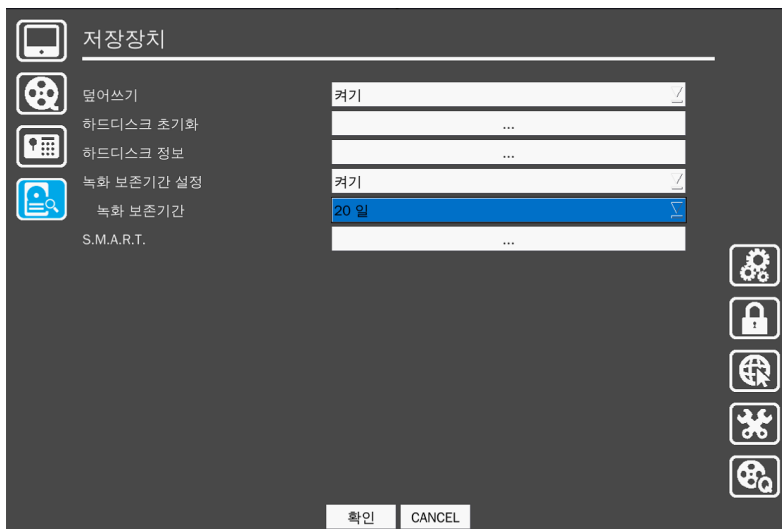 저장장치
덮어쓰기 켜기
하드디스크 초기화 ...
하드디스크 정보 ...
녹화 보존기간 설정 켜기
녹화 보존기간 20 일
S.M.A.R.T. ...
Q
확인 CANCEL